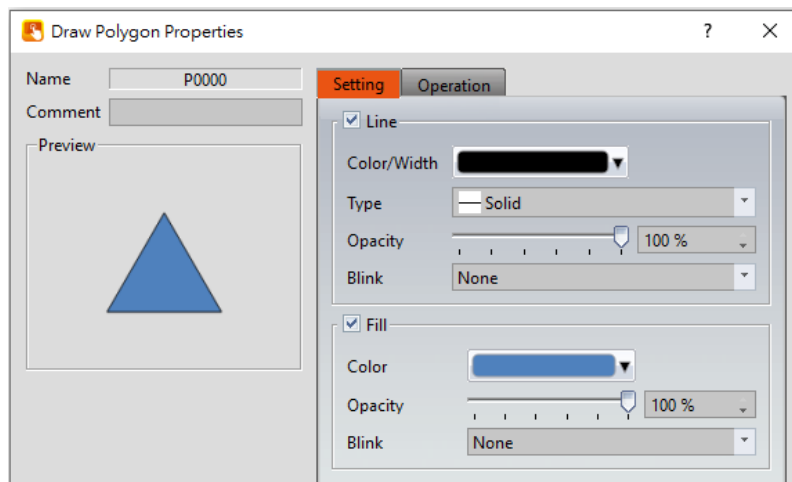 Draw Polygon Properties
?
Name P0000
Comment
Preview
Setting Operation
Line
Color/Width
Type Solid
Opacity 100 %
Blink None
Fill
Color
Opacity 100 %
Blink None